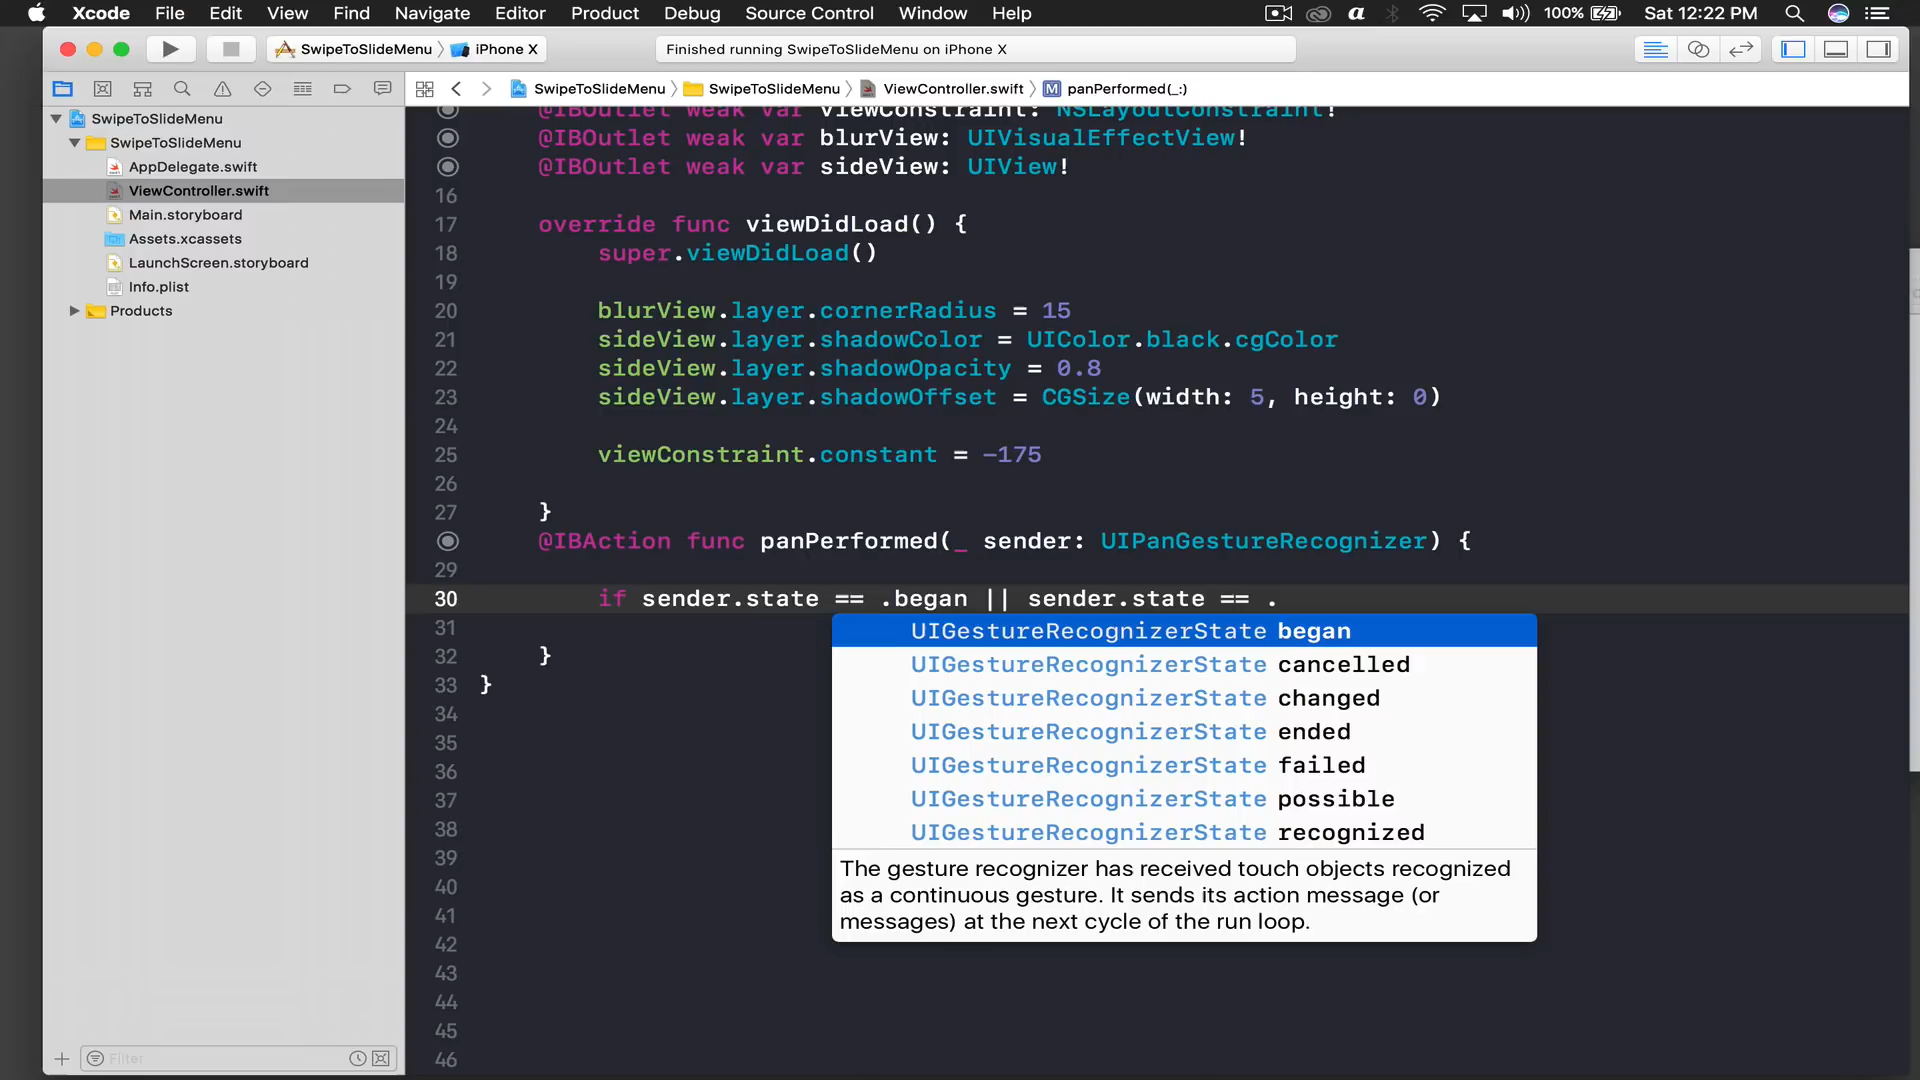 Xcode File Edit View Find Navigate Editor Product Debug Source Control Window Help 100% Sat 12:22 PM
SwipeToSlideMenu iPhone X Finished running SwipeToSlideMenu on iPhone X
SwipeToSlideMenu SwipeToSlideMenu ViewController.swift M panPerformed(_:)
SwipeToSlideMenu
SwipeToSlideMenu
AppDelegate.swift
ViewController.swift
Main.storyboard
Assets.xcassets
LaunchScreen.storyboard
Info.plist
Products
Filter
@IBOutlet weak var viewConstraint: NSLayoutConstraint!
@IBOutlet weak var blurView: UIVisualEffectView!
@IBOutlet weak var sideView: UIView!
16
17 override func viewDidLoad() {
18 super.viewDidLoad()
19
20 blurView.layer.cornerRadius = 15
21 sideView.layer.shadowColor = UIColor.black.cgColor
22 sideView.layer.shadowOpacity = 0.8
23 sideView.layer.shadowOffset = CGSize(width: 5, height: 0)
24
25 viewConstraint.constant = -175
26
27 }
@IBAction func panPerformed(_ sender: UIPanGestureRecognizer) {
29
30 if sender.state == .began || sender.state == .
31
32 }
33 }
34
35
36
37
38
39
40
41
42
43
44
45
46
UIGestureRecognizerState began
UIGestureRecognizerState cancelled
UIGestureRecognizerState changed
UIGestureRecognizerState ended
UIGestureRecognizerState failed
UIGestureRecognizerState possible
UIGestureRecognizerState recognized
The gesture recognizer has received touch objects recognized
as a continuous gesture. It sends its action message (or
messages) at the next cycle of the run loop.